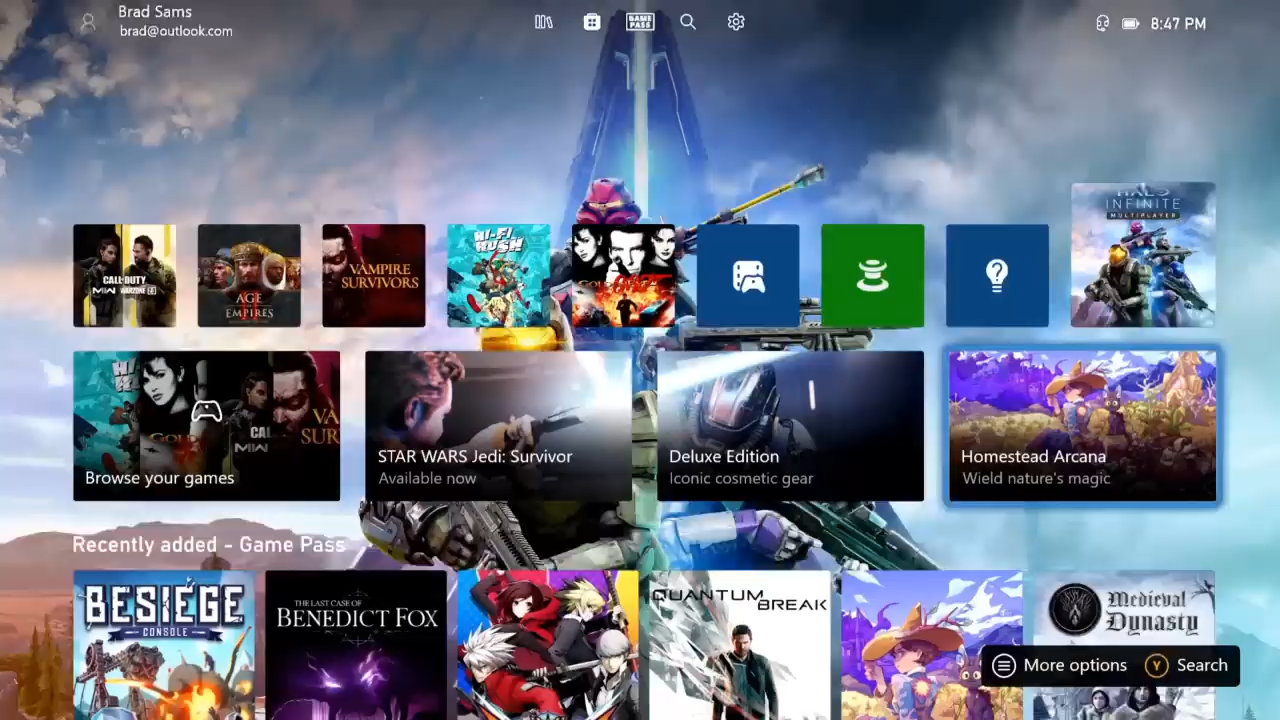 Brad Sams
brad@outlook.com
GAME
PASS
8:47 PM
CALL·DUTY
MWII WARZONE 2.0
AGE
OF
EMPIRES
VAMPIRE
SURVIVORS
HI-FI
RUSH
HALO
INFINITE
MULTIPLAYER
Browse your games
STAR WARS Jedi: Survivor
Available now
Deluxe Edition
Iconic cosmetic gear
Homestead Arcana
Wield nature's magic
Recently added - Game Pass
BESIEGE
CONSOLE
THE LAST CASE OF
BENEDICT FOX
QUANTUM
BREAK
Medieval
Dynasty
More options
Y
Search